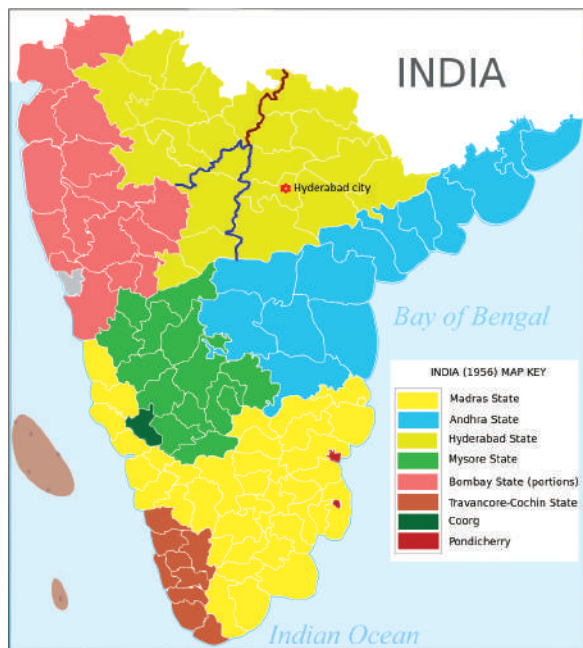 INDIA
Hyderabad city
Bay of Bengal
INDIA (1956) MAP KEY
Madras State
Andhra State
Hyderabad State
Mysore State
Bombay State (portions)
Travancore-Cochin State
Coorg
Pondicherry
Indian Ocean